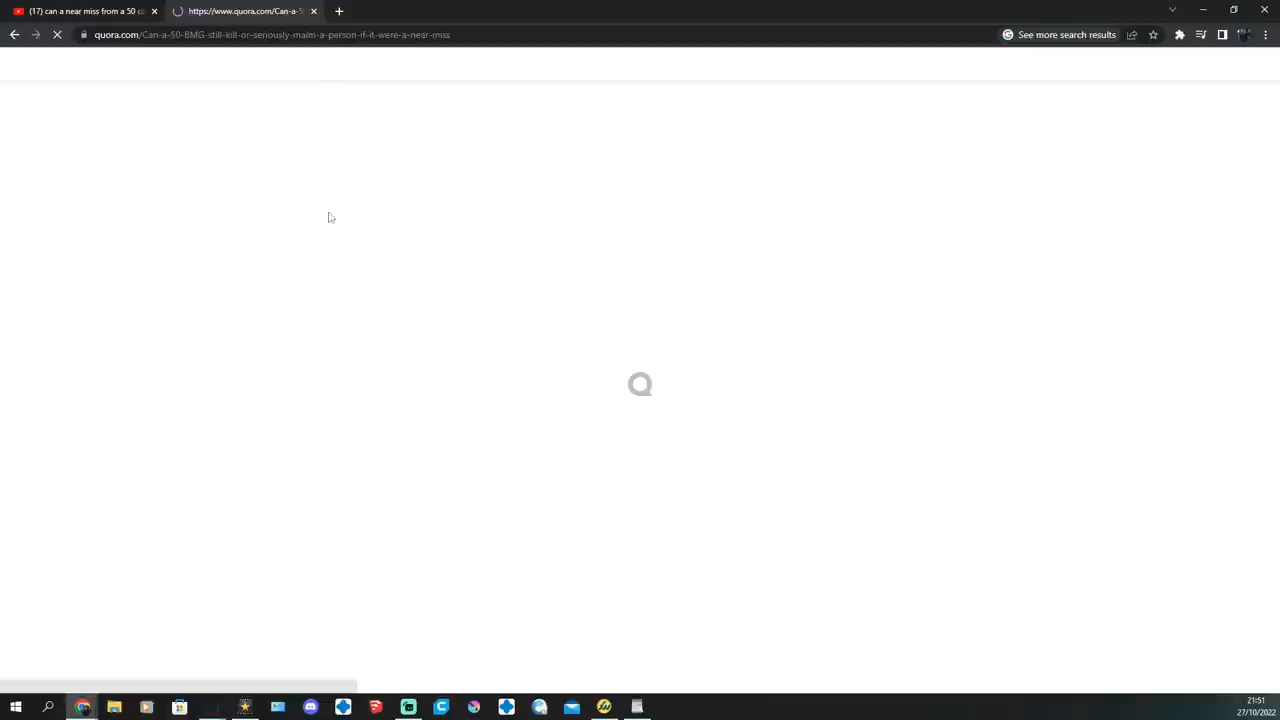 (17) can a near miss from a 50 ca
https://www.quora.com/Can-a-5
quora.com/Can-a-50-BMG-still-kill-or-seriously-maim-a-person-if-it-were-a-near-miss
See more search results
21:51
27/10/2022